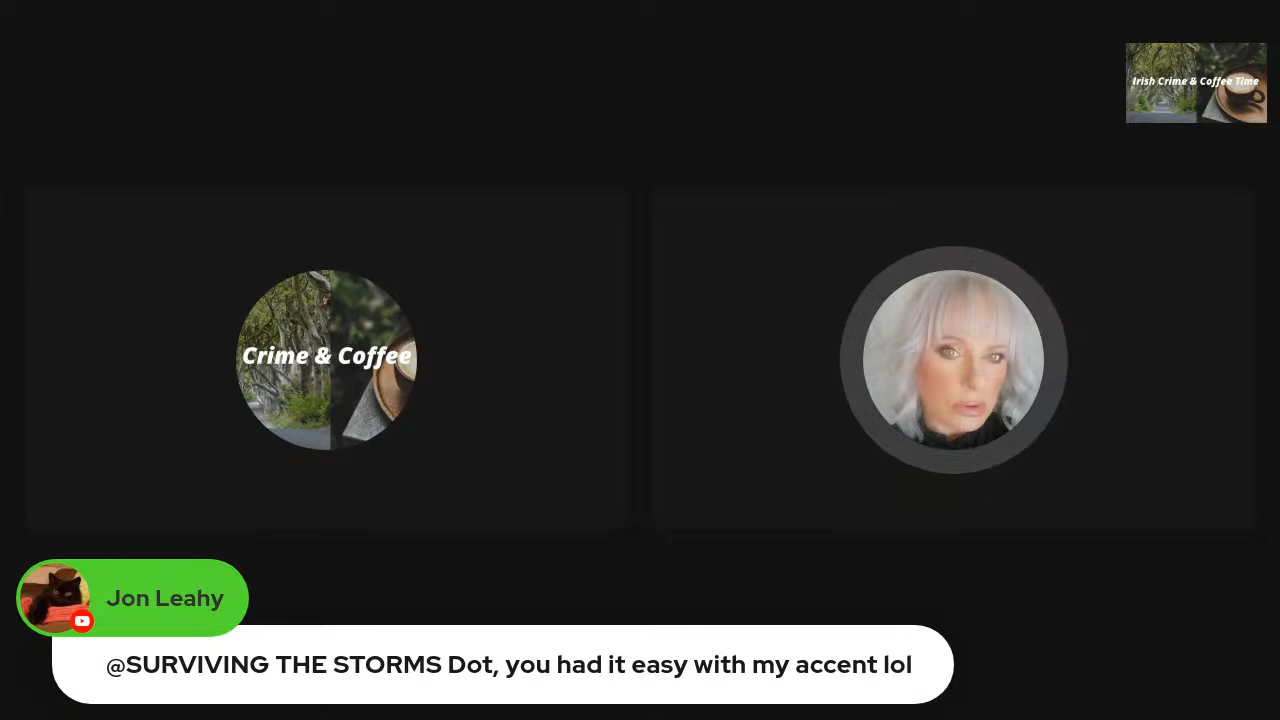 Irish Crime & Coffee Time
Crime & Coffee
Jon Leahy
@SURVIVING THE STORMS Dot, you had it easy with my accent lol